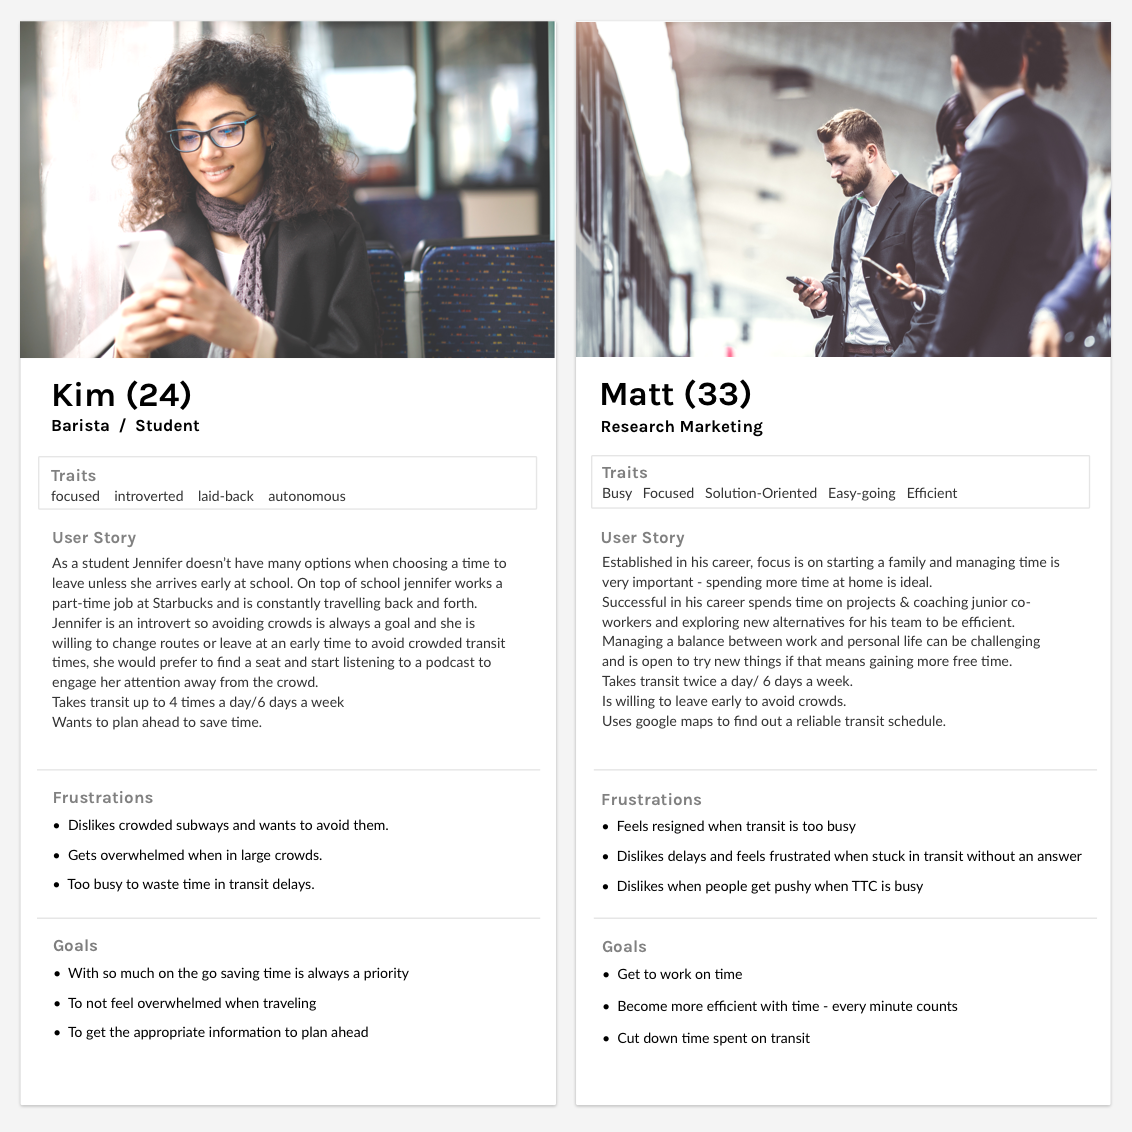 Kim (24)
Barista / Student
Traits
focused introverted laid-back autonomous
User Story
As a student Jennifer doesn't have many options when choosing a time to
leave unless she arrives early at school. On top of school jennifer works a
part-time job at Starbucks and is constantly travelling back and forth.
Jennifer is an introvert so avoiding crowds is always a goal and she is
willing to change routes or leave at an early time to avoid crowded transit
times, she would prefer to find a seat and start listening to a podcast to
engage her attention away from the crowd.
Takes transit up to 4 times a day/6 days a week
Wants to plan ahead to save time.
Frustrations
• Dislikes crowded subways and wants to avoid them.
• Gets overwhelmed when in large crowds.
• Too busy to waste time in transit delays.
Goals
• With so much on the go saving time is always a priority
• To not feel overwhelmed when traveling
• To get the appropriate information to plan ahead
Matt (33)
Research Marketing
Traits
Busy Focused Solution-Oriented Easy-going Efficient
User Story
Established in his career, focus is on starting a family and managing time is
very important - spending more time at home is ideal.
Successful in his career spends time on projects & coaching junior co-
workers and exploring new alternatives for his team to be efficient.
Managing a balance between work and personal life can be challenging
and is open to try new things if that means gaining more free time.
Takes transit twice a day/ 6 days a week.
Is willing to leave early to avoid crowds.
Uses google maps to find out a reliable transit schedule.
Frustrations
• Feels resigned when transit is too busy
• Dislikes delays and feels frustrated when stuck in transit without an answer
• Dislikes when people get pushy when TTC is busy
Goals
• Get to work on time
• Become more efficient with time - every minute counts
• Cut down time spent on transit